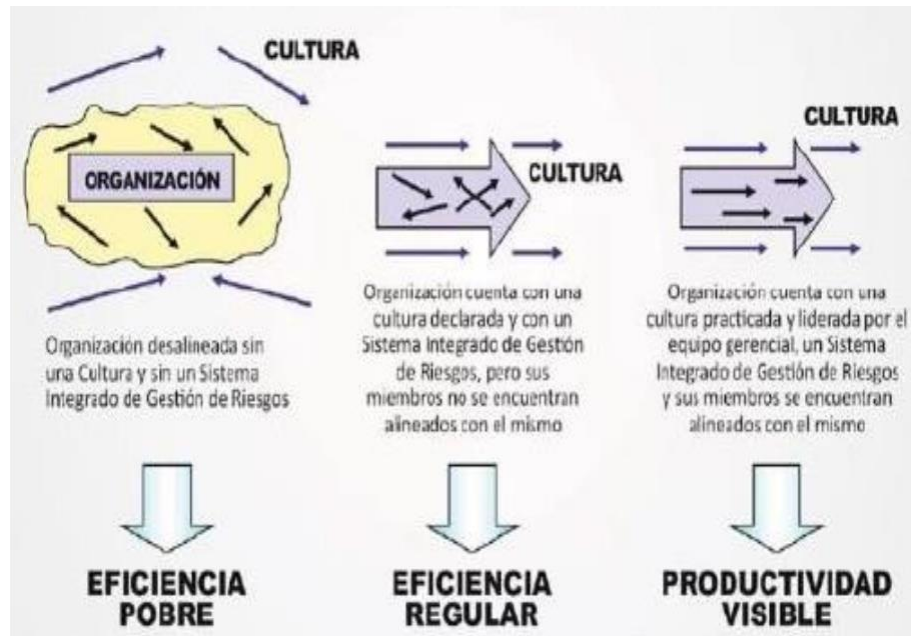 CULTURA
ORGANIZACIÓN
Organización desalineada sin
una Cultura y sin un Sistema
Integrado de Gestión de Riesgos
EFICIENCIA
POBRE
CULTURA
Organización cuenta con una
cultura declarada y con un
Sistema Integrado de Gestión
de Riesgos, pero sus
miembros no se encuentran
alineados con el mismo
EFICIENCIA
REGULAR
CULTURA
Organización cuenta con una
cultura practicada y liderada por el
equipo gerencial, un Sistema
Integrado de Gestión de Riesgos
y sus miembros se encuentran
alineados con el mismo
PRODUCTIVIDAD
VISIBLE